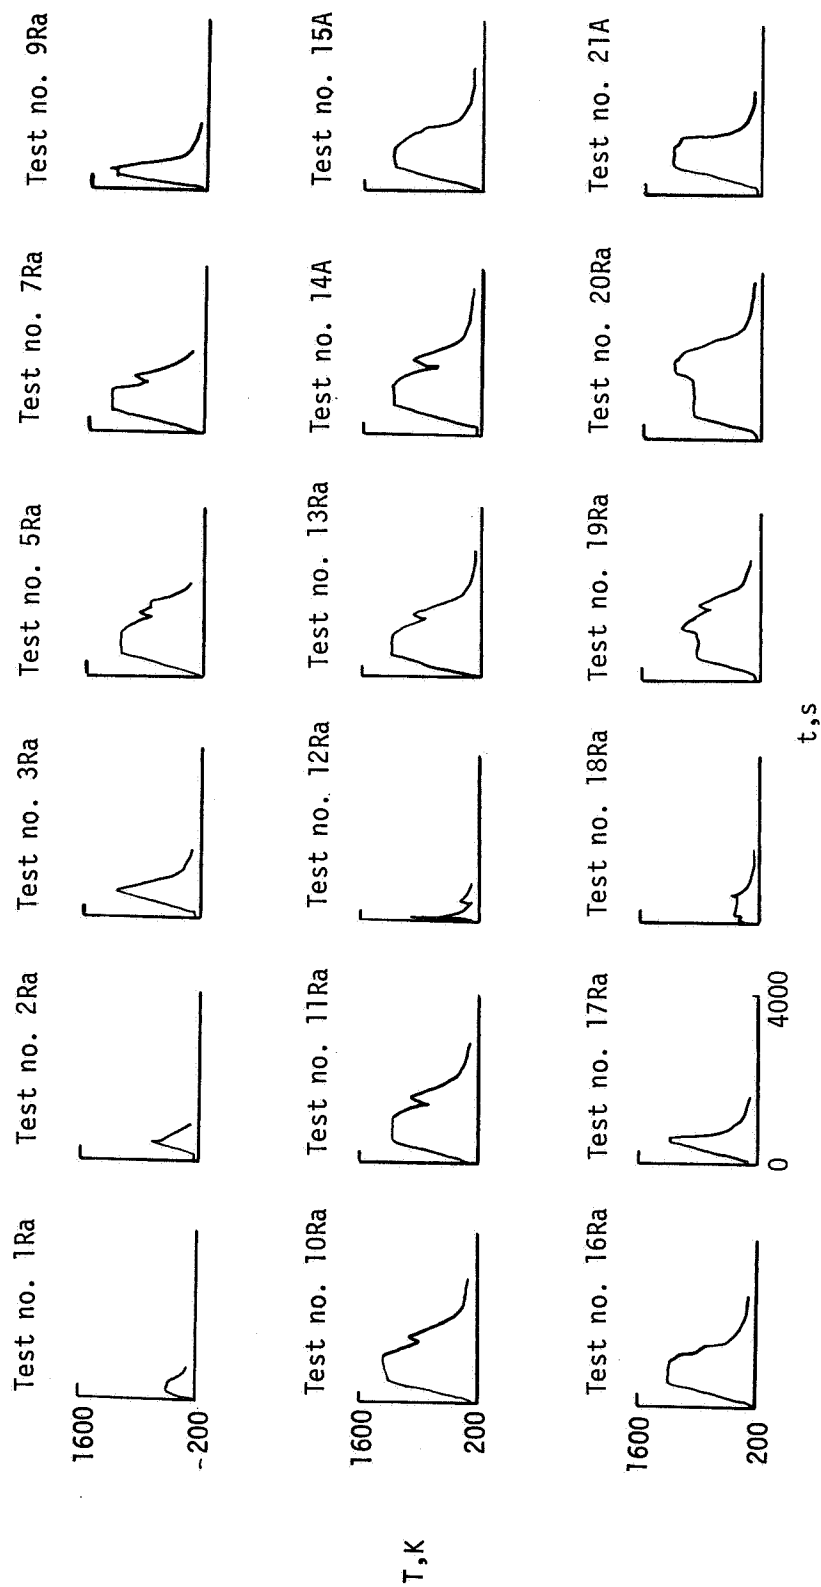 Test no. 1Ra
Test no. 2Ra
Test no. 3Ra
Test no. 5Ra
Test no. 7Ra
Test no. 9Ra
1600
~200
Test no. 10Ra
Test no. 11Ra
Test no. 12Ra
Test no. 13Ra
Test no. 14A
Test no. 15A
T,K
1600
200
Test no. 16Ra
Test no. 17Ra
Test no. 18Ra
Test no. 19Ra
Test no. 20Ra
Test no. 21A
1600
200
0
4000
t,s